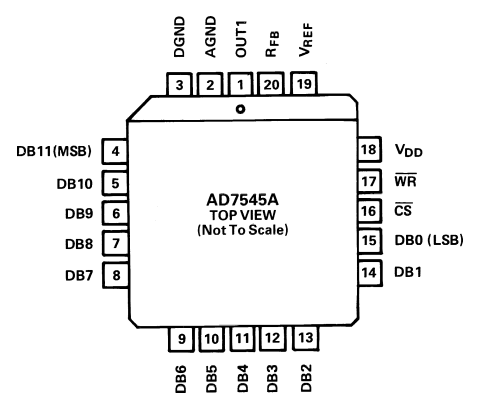 DGND AGND OUT1 RFB VREF
3 2 1 20 19
DB11(MSB) 4
DB10 5
DB9 6
DB8 7
DB7 8
AD7545A
TOP VIEW
(Not To Scale)
18 VDD
17 W̅R̅
16 C̅S̅
15 DB0 (LSB)
14 DB1
9 10 11 12 13
DB6 DB5 DB4 DB3 DB2